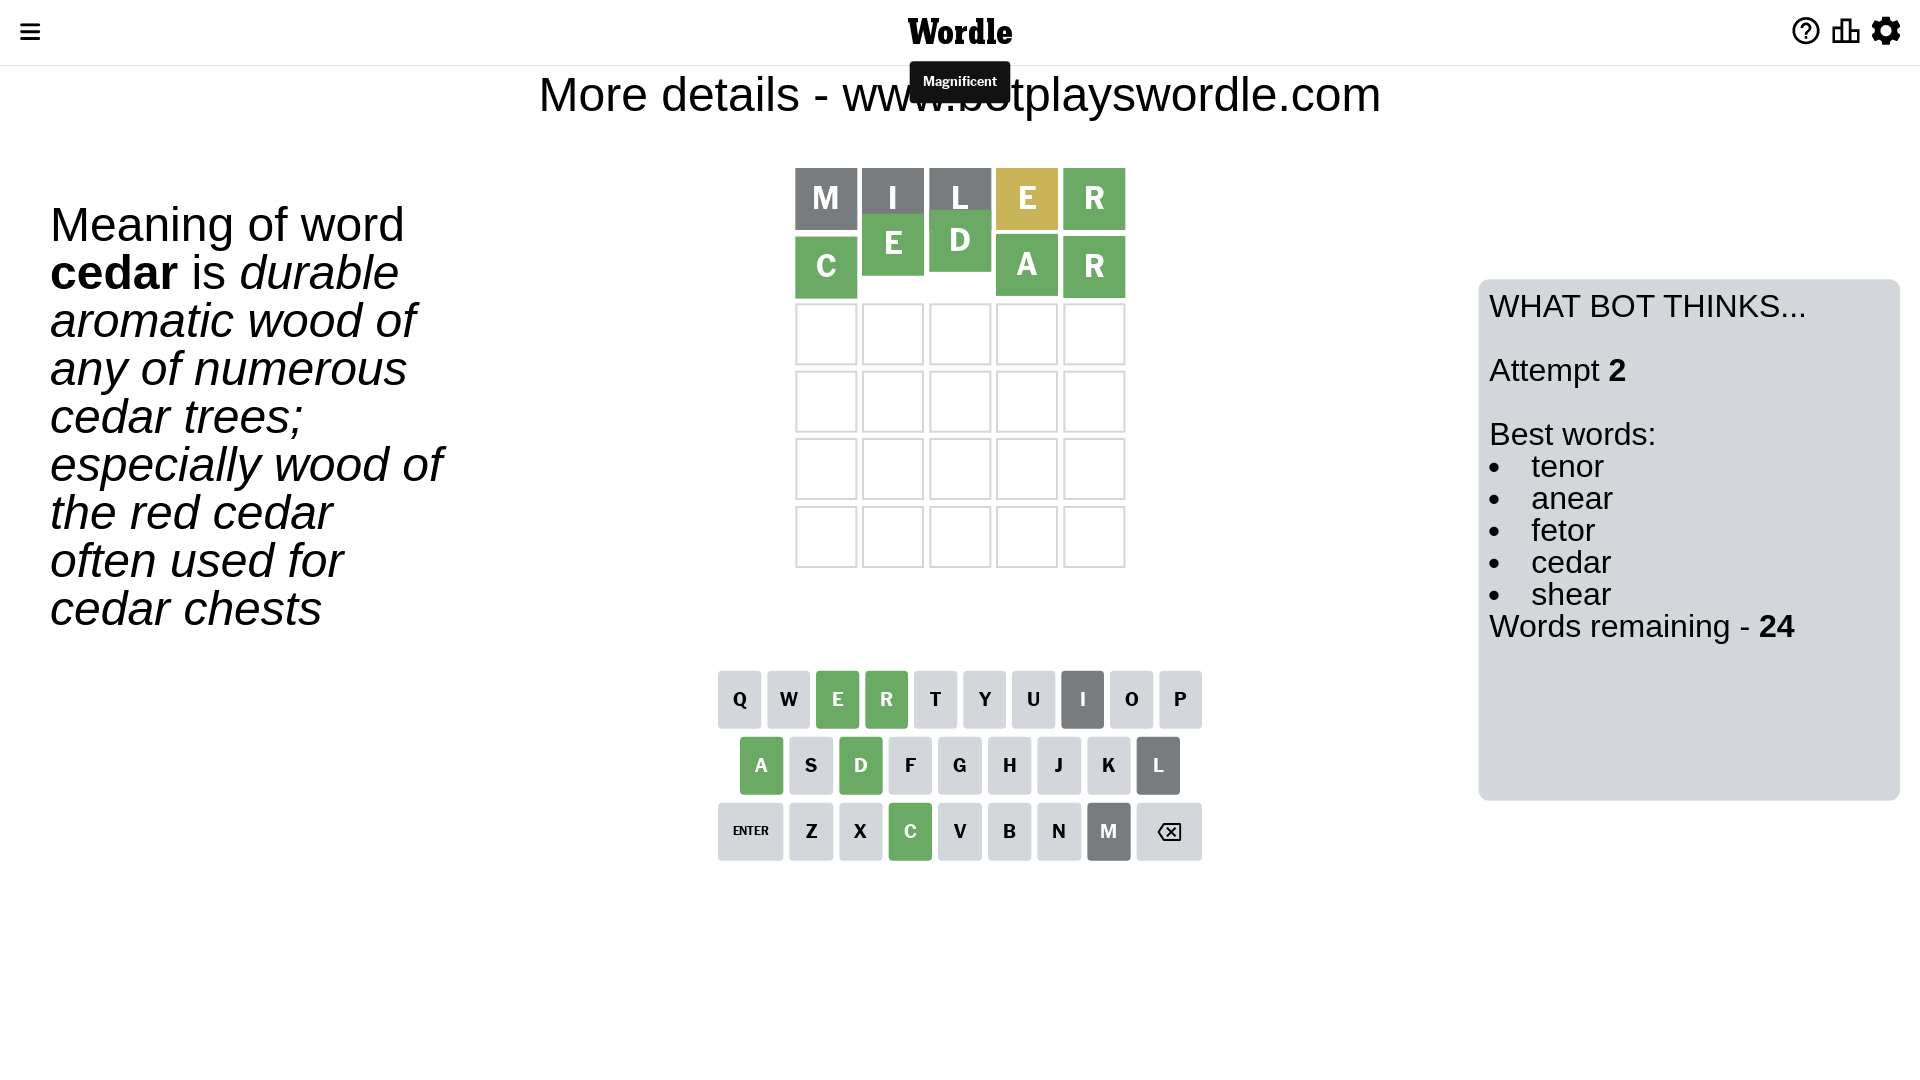 Wordle
Magnificent
More details - www.botplayswordle.com
Meaning of word
cedar is durable
aromatic wood of
any of numerous
cedar trees;
especially wood of
the red cedar
often used for
cedar chests
M I L E R
C E D A R
WHAT BOT THINKS...
Attempt 2
Best words:
• tenor
• anear
• fetor
• cedar
• shear
Words remaining - 24
Q W E R T Y U I O P
A S D F G H J K L
ENTER Z X C V B N M